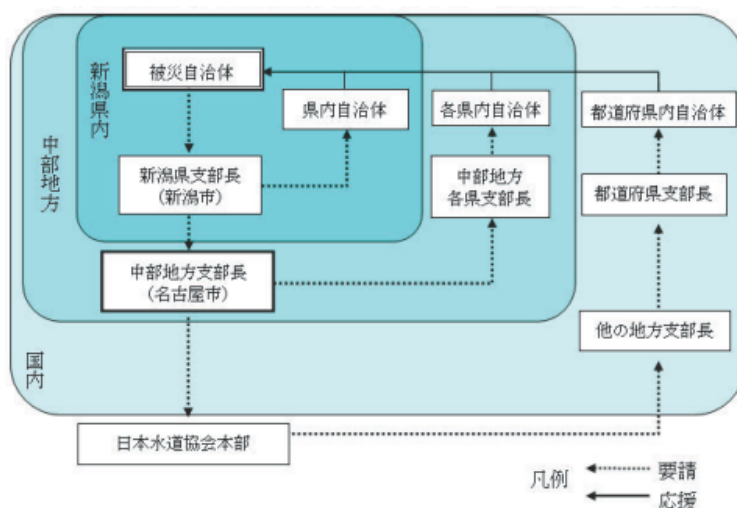 被災自治体
新潟県内
県内自治体
各県内自治体
都道府県内自治体
中部地方
新潟県支部長
(新潟市)
中部地方
各県支部長
都道府県支部長
中部地方支部長
(名古屋市)
他の地方支部長
国内
日本水道協会本部
凡例
要請
応援